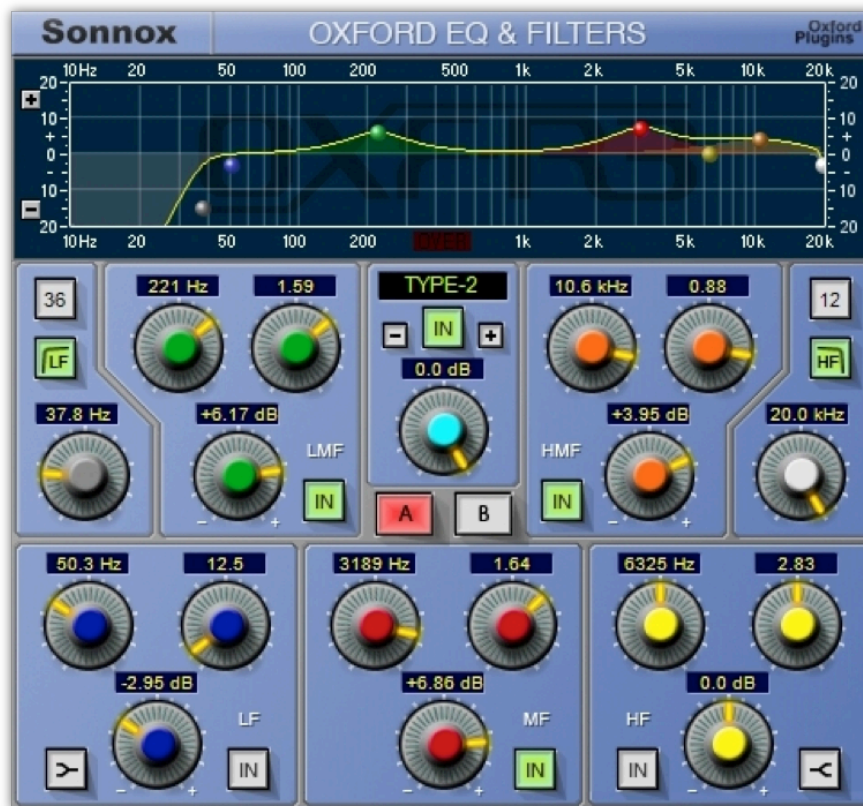 Sonnox OXFORD EQ & FILTERS Oxford Plugins
10Hz 20 50 100 200 500 1k 2k 5k 10k 20k
20 20
10 10
+ +
0 0
- -
10 10
20 20
OXFR3
OVER
10Hz 20 50 100 200 1k 2k 5k 10k 20k
36 221 Hz 1.59 TYPE-2 10.6 kHz 0.88 12
- IN +
LF HF
0.0 dB
37.8 Hz +6.17 dB +3.95 dB 20.0 kHz
LMF HMF
IN IN
- + - +
A B
50.3 Hz 12.5 3189 Hz 1.64 6325 Hz 2.83
-2.95 dB +6.86 dB 0.0 dB
LF MF HF
IN IN IN
- + - + - +